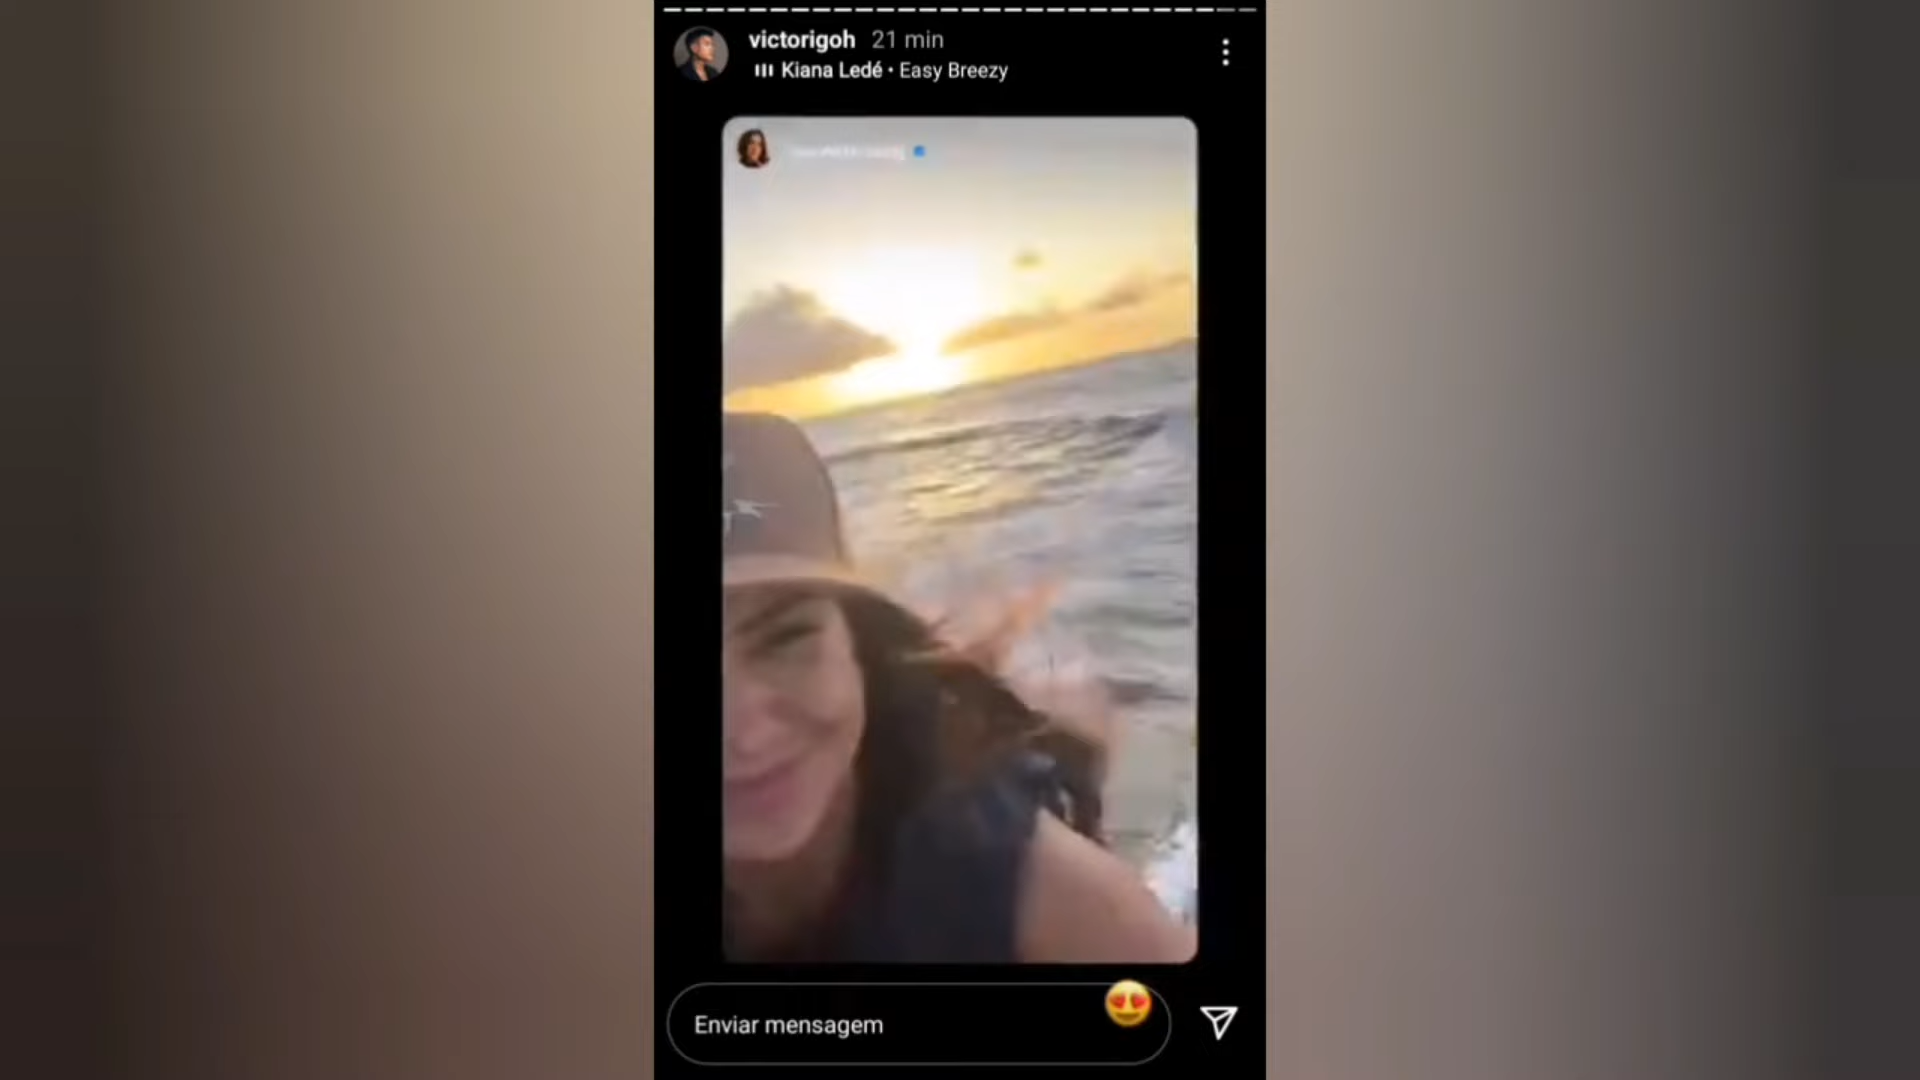 victorigoh 21 min
Kiana Ledé • Easy Breezy
Enviar mensagem